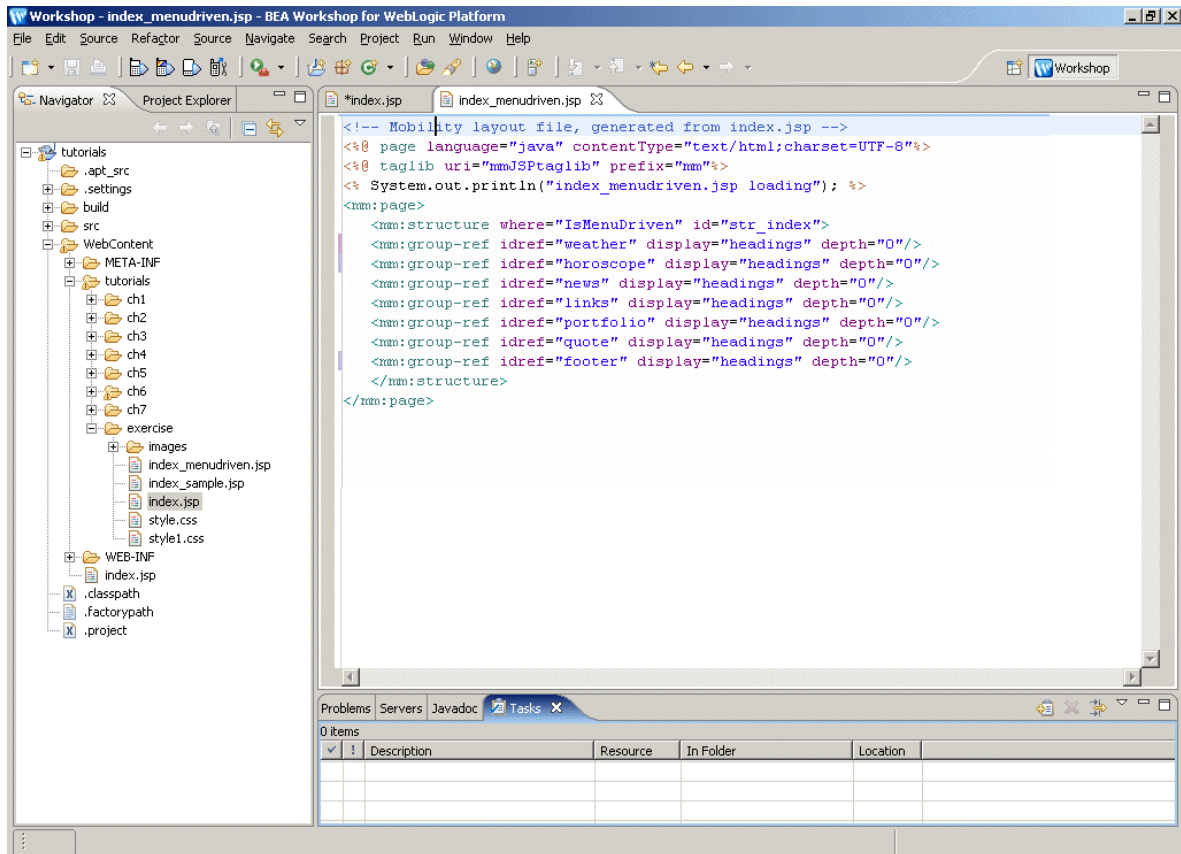 Workshop - index_menudriven.jsp - BEA Workshop for WebLogic Platform
File Edit Source Refactor Source Navigate Search Project Run Window Help
Workshop
Navigator Project Explorer
*index.jsp index_menudriven.jsp
tutorials
.apt_src
.settings
build
src
WebContent
META-INF
tutorials
ch1
ch2
ch3
ch4
ch5
ch6
ch7
exercise
images
index_menudriven.jsp
index_sample.jsp
index.jsp
style.css
style1.css
WEB-INF
index.jsp
.classpath
.factorypath
.project
<!-- Mobility layout file, generated from index.jsp -->
<%@ page language="java" contentType="text/html;charset=UTF-8"%>
<%@ taglib uri="mmJSPtaglib" prefix="mm"%>
<% System.out.println("index_menudriven.jsp loading"); %>
<mm:page>
<mm:structure where="IsMenuDriven" id="str_index">
<mm:group-ref idref="weather" display="headings" depth="0"/>
<mm:group-ref idref="horoscope" display="headings" depth="0"/>
<mm:group-ref idref="news" display="headings" depth="0"/>
<mm:group-ref idref="links" display="headings" depth="0"/>
<mm:group-ref idref="portfolio" display="headings" depth="0"/>
<mm:group-ref idref="quote" display="headings" depth="0"/>
<mm:group-ref idref="footer" display="headings" depth="0"/>
</mm:structure>
</mm:page>
Problems Servers Javadoc Tasks
0 items
! Description Resource In Folder Location